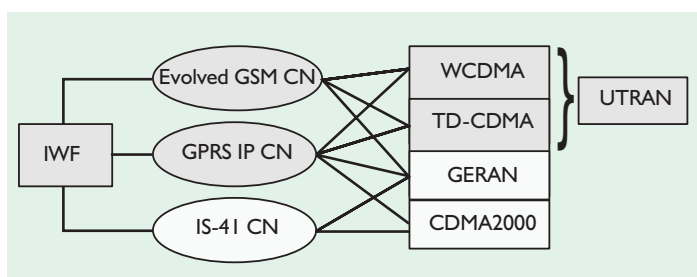 Evolved GSM CN
WCDMA
UTRAN
TD-CDMA
IWF
GPRS IP CN
GERAN
IS-41 CN
CDMA2000